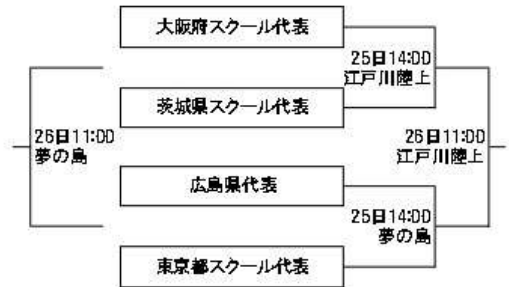 大阪府スクール代表
25日14:00
江戸川陸上
茨城県スクール代表
26日11:00
夢の島
26日11:00
江戸川陸上
広島県代表
25日14:00
夢の島
東京都スクール代表